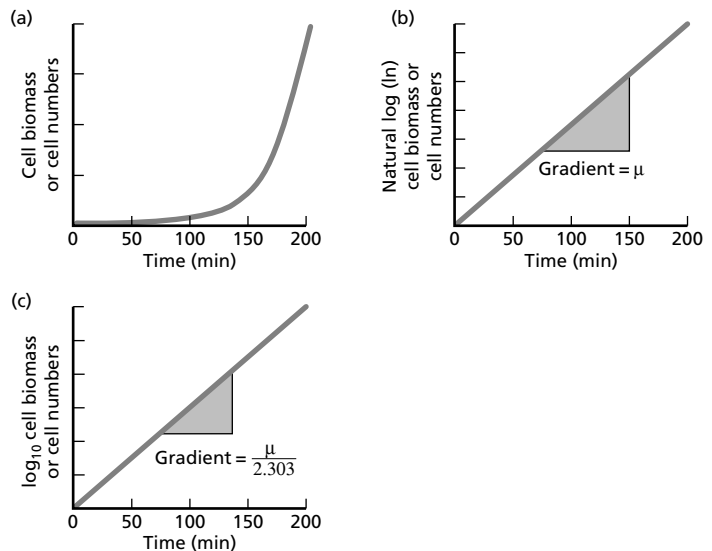 (a)
Cell biomass
or cell numbers
0 50 100 150 200
Time (min)
(b)
Natural log (ln)
cell biomass or
cell numbers
Gradient = μ
0 50 100 150 200
Time (min)
(c)
log10 cell biomass
or cell numbers
Gradient = μ/2.303
0 50 100 150 200
Time (min)